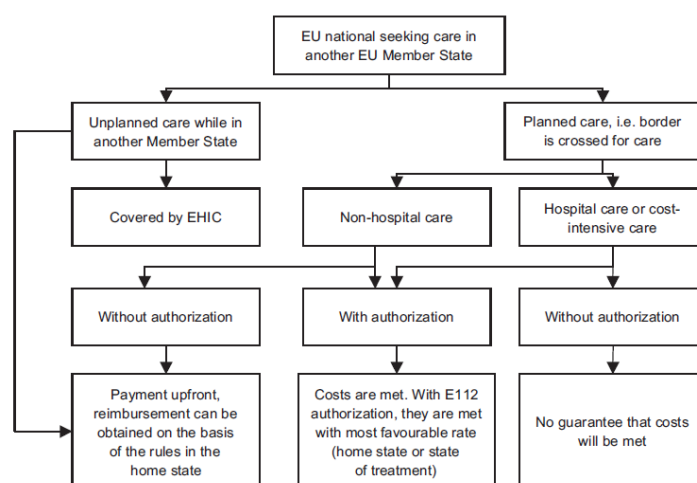 EU national seeking care in
another EU Member State
Unplanned care while in
another Member State
Planned care, i.e. border
is crossed for care
Covered by EHIC
Non-hospital care
Hospital care or cost-
intensive care
Without authorization
With authorization
Without authorization
Payment upfront,
reimbursement can be
obtained on the basis
of the rules in the
home state
Costs are met. With E112
authorization, they are met
with most favourable rate
(home state or state
of treatment)
No guarantee that costs
will be met